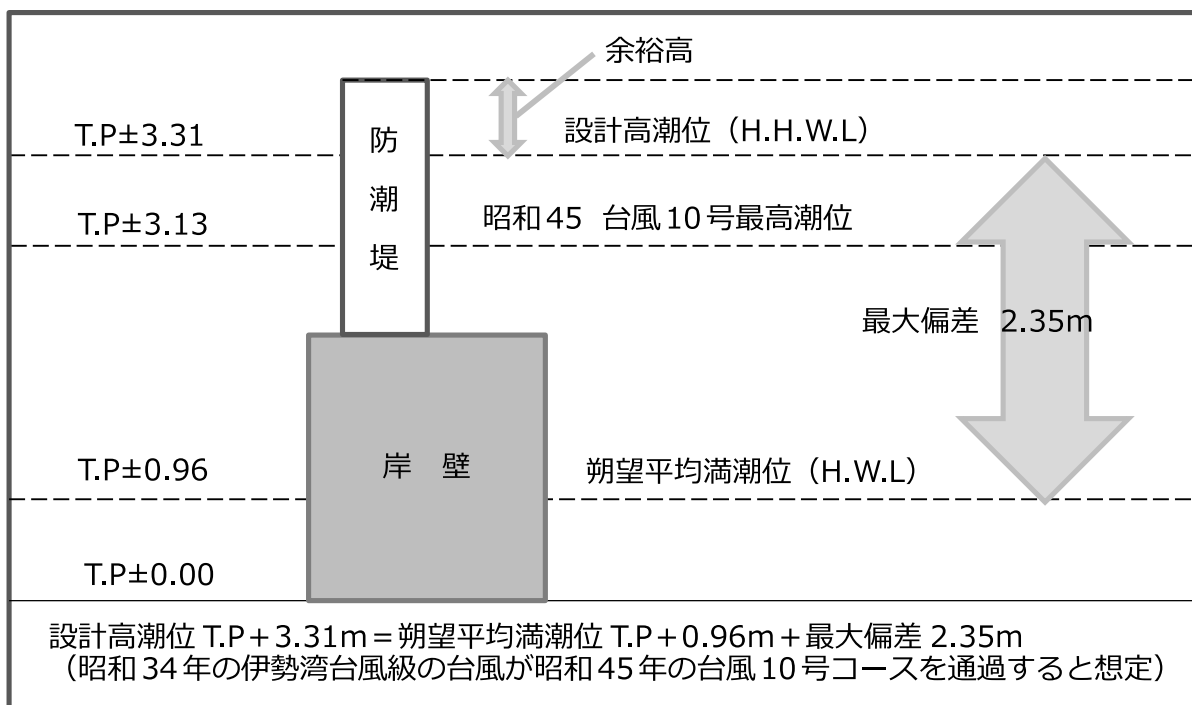 余裕高
T.P±3.31
設計高潮位（H.H.W.L）
防潮堤
T.P±3.13
昭和45 台風10号最高潮位
最大偏差 2.35m
T.P±0.96
岸 壁
朔望平均満潮位（H.W.L）
T.P±0.00
設計高潮位 T.P＋3.31m＝朔望平均満潮位 T.P＋0.96m＋最大偏差 2.35m
（昭和34年の伊勢湾台風級の台風が昭和45年の台風10号コースを通過すると想定）